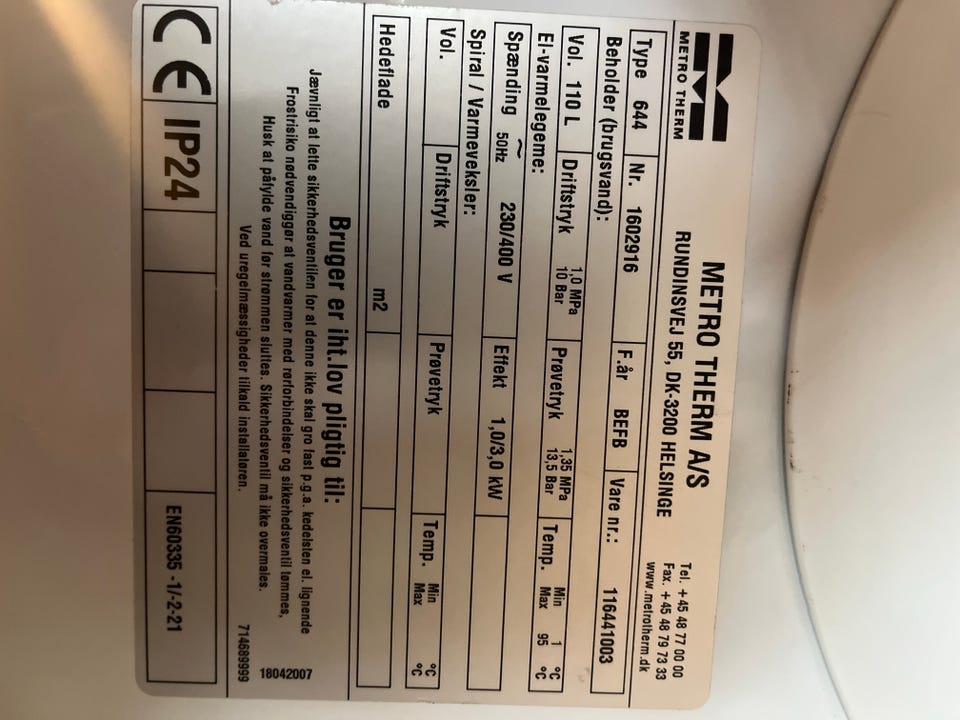 METRO THERM
METRO THERM A/S
RUNDINSVEJ 55, DK-3200 HELSINGE
Tel. +45 48 77 00 00
Fax. +45 48 79 73 33
www.metrotherm.dk
Type 644 Nr. 1602916 F.år BEFB Vare nr.: 116441003
Beholder (brugsvand):
Vol. 110 L Driftstryk 1,0 MPa 10 Bar Prøvetryk 1,35 MPa 13,5 Bar Temp. Min 1 °C Max 95 °C
El-varmelegeme:
Spænding ~ 50Hz 230/400 V Effekt 1,0/3,0 kW
Spiral / Varmeveksler:
Vol. Driftstryk Prøvetryk Temp. Min °C Max °C
Hedeflade m2
Bruger er iht.lov pligtig til:
Jævnligt at lette sikkerhedsventilen for at denne ikke skal gro fast p.g.a. kedelsten el. lignende
Frostrisiko nødvendiggør at vandvarmer med rørforbindelser og sikkerhedsventil tømmes,
Husk at påfylde vand før strømmen sluttes. Sikkerhedsventil må ikke overmales.
Ved uregelmæssigheder tilkald installatøren.
18042007
714689999
CE IP24 EN60335 -1/-2-21